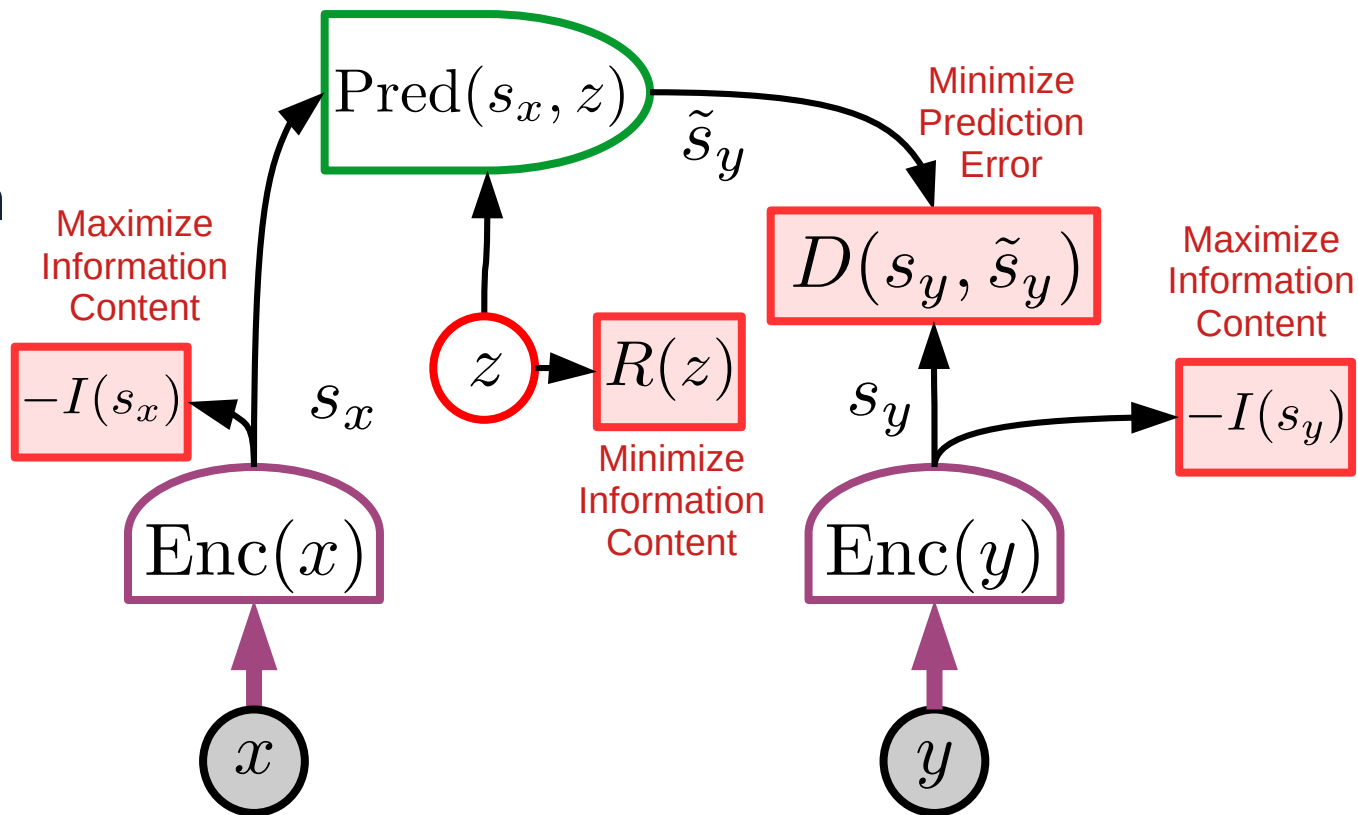 Pred(s_x, z)
s̃_y
Minimize
Prediction
Error
Maximize
Information
Content
D(s_y, s̃_y)
Maximize
Information
Content
-I(s_x)
s_x
z
R(z)
s_y
-I(s_y)
Minimize
Information
Content
Enc(x)
Enc(y)
x
y